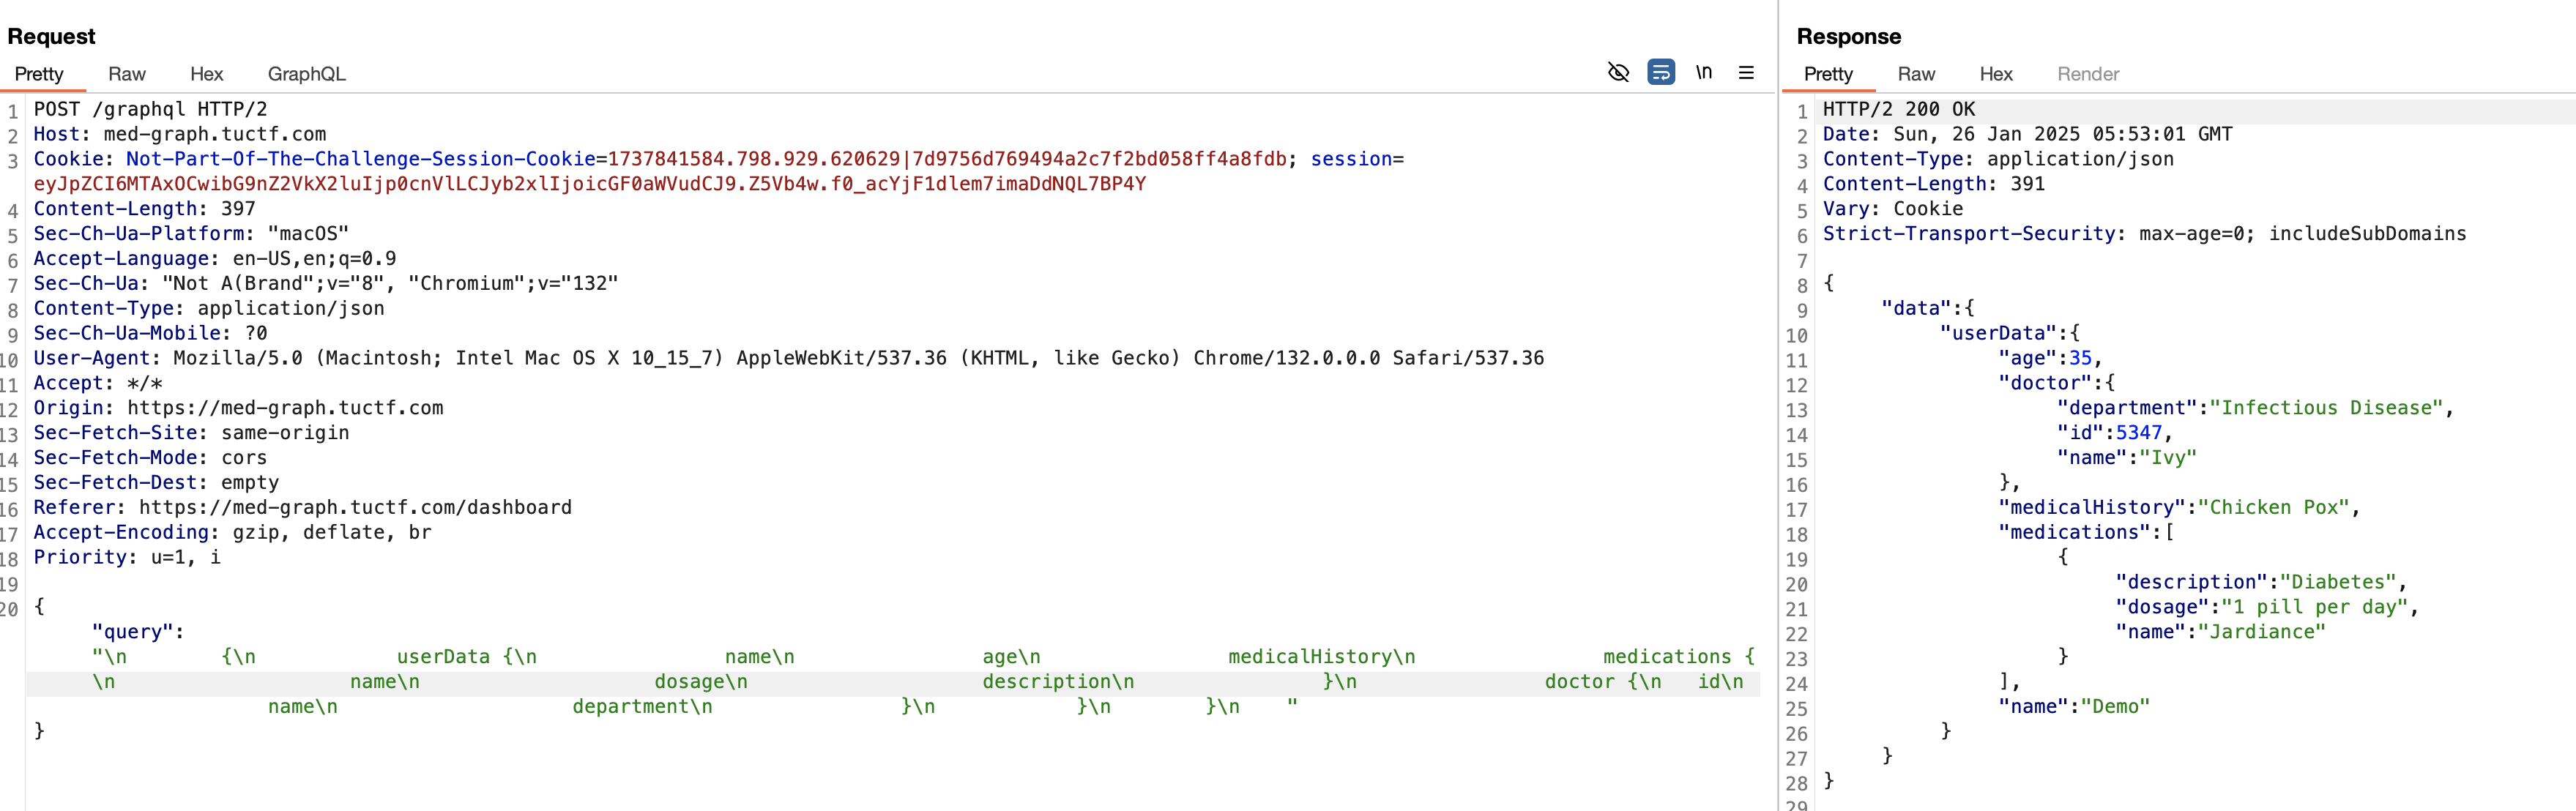 Request
Pretty Raw Hex GraphQL
\n
1 POST /graphql HTTP/2
2 Host: med-graph.tuctf.com
3 Cookie: Not-Part-Of-The-Challenge-Session-Cookie=1737841584.798.929.620629|7d9756d769494a2c7f2bd058ff4a8fdb; session=
eyJpZCI6MTAxOCwibG9nZ2VkX2luIjp0cnVlLCJyb2xlIjoicGF0aWVudCJ9.Z5Vb4w.f0_acYjF1dlem7imaDdNQL7BP4Y
4 Content-Length: 397
5 Sec-Ch-Ua-Platform: "macOS"
6 Accept-Language: en-US,en;q=0.9
7 Sec-Ch-Ua: "Not A(Brand";v="8", "Chromium";v="132"
8 Content-Type: application/json
9 Sec-Ch-Ua-Mobile: ?0
10 User-Agent: Mozilla/5.0 (Macintosh; Intel Mac OS X 10_15_7) AppleWebKit/537.36 (KHTML, like Gecko) Chrome/132.0.0.0 Safari/537.36
11 Accept: */*
12 Origin: https://med-graph.tuctf.com
13 Sec-Fetch-Site: same-origin
14 Sec-Fetch-Mode: cors
15 Sec-Fetch-Dest: empty
16 Referer: https://med-graph.tuctf.com/dashboard
17 Accept-Encoding: gzip, deflate, br
18 Priority: u=1, i
19
20 {
"query":
"\n {\n userData {\n name\n age\n medicalHistory\n medications {
\n name\n dosage\n description\n }\n doctor {\n id\n
name\n department\n }\n }\n }\n "
}
Response
Pretty Raw Hex Render
1 HTTP/2 200 OK
2 Date: Sun, 26 Jan 2025 05:53:01 GMT
3 Content-Type: application/json
4 Content-Length: 391
5 Vary: Cookie
6 Strict-Transport-Security: max-age=0; includeSubDomains
7
8 {
9 "data":{
10 "userData":{
11 "age":35,
12 "doctor":{
13 "department":"Infectious Disease",
14 "id":5347,
15 "name":"Ivy"
16 },
17 "medicalHistory":"Chicken Pox",
18 "medications":[
19 {
20 "description":"Diabetes",
21 "dosage":"1 pill per day",
22 "name":"Jardiance"
23 }
24 ],
25 "name":"Demo"
26 }
27 }
28 }
29